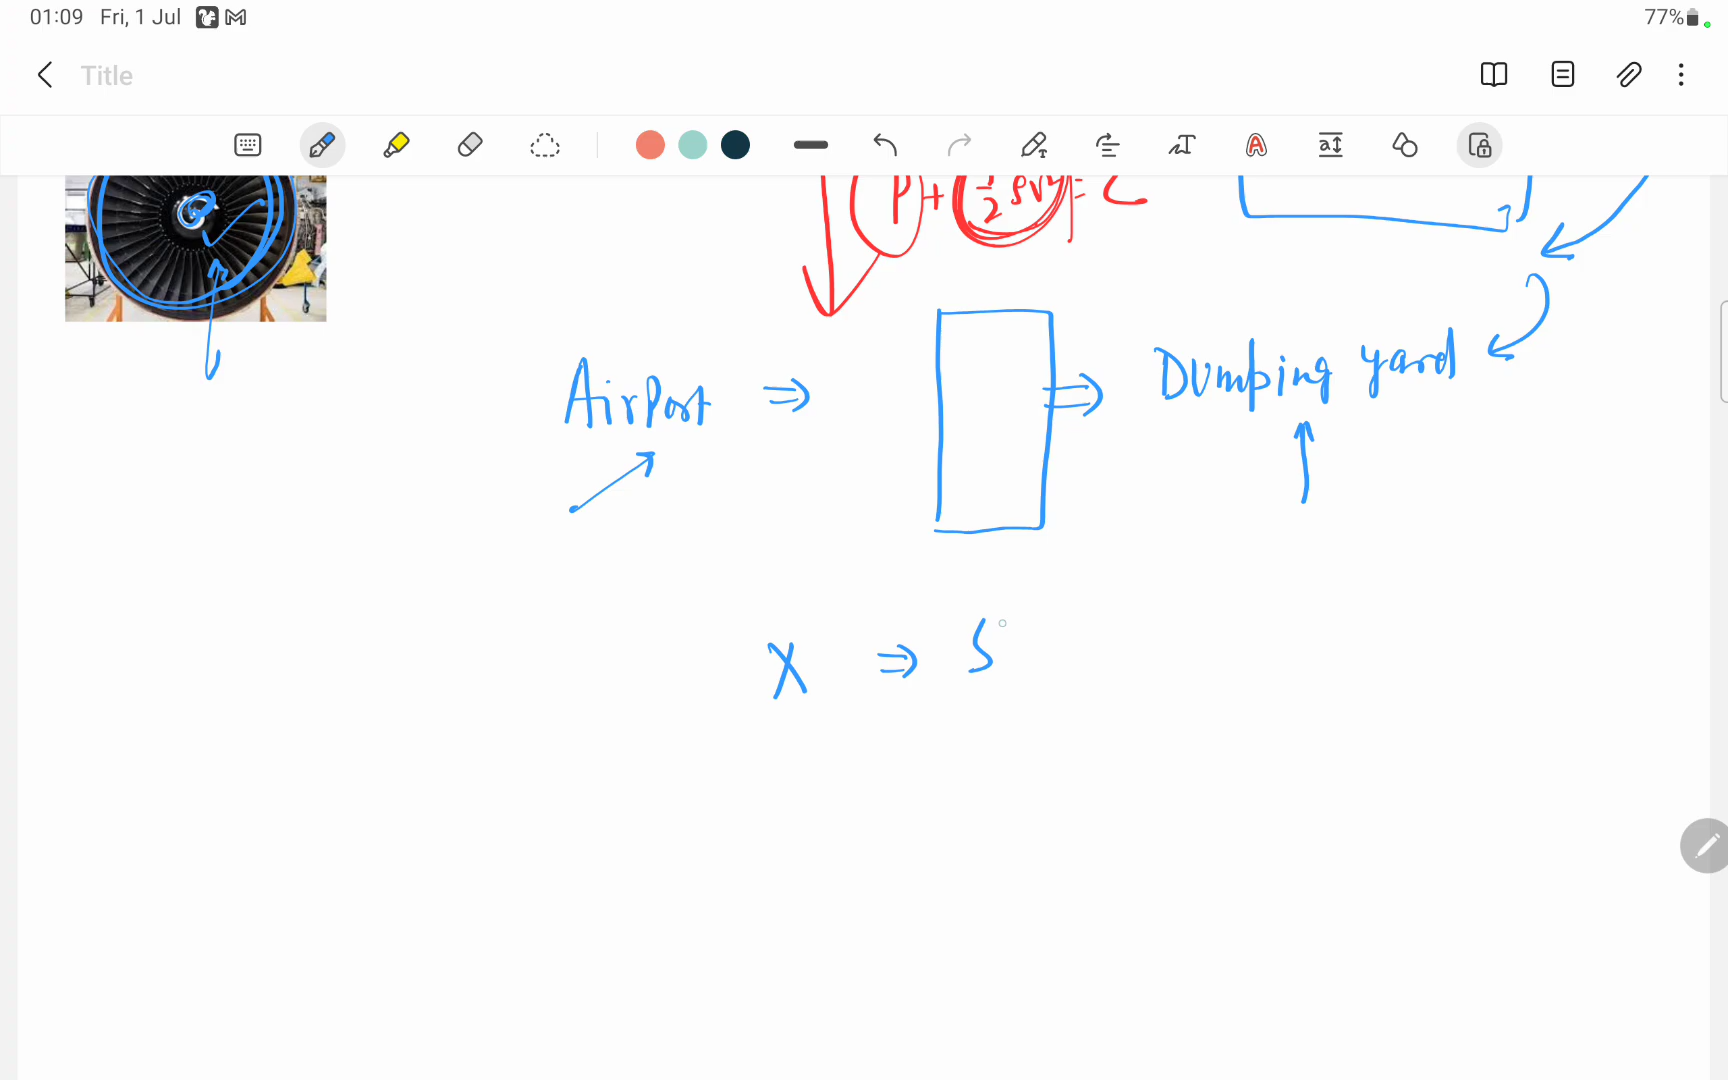 01:09 Fri, 1 Jul 77%
Title
P + 1/2 ρv² = C
Airport ⇒ ⇒ Dumping yard
X ⇒ S